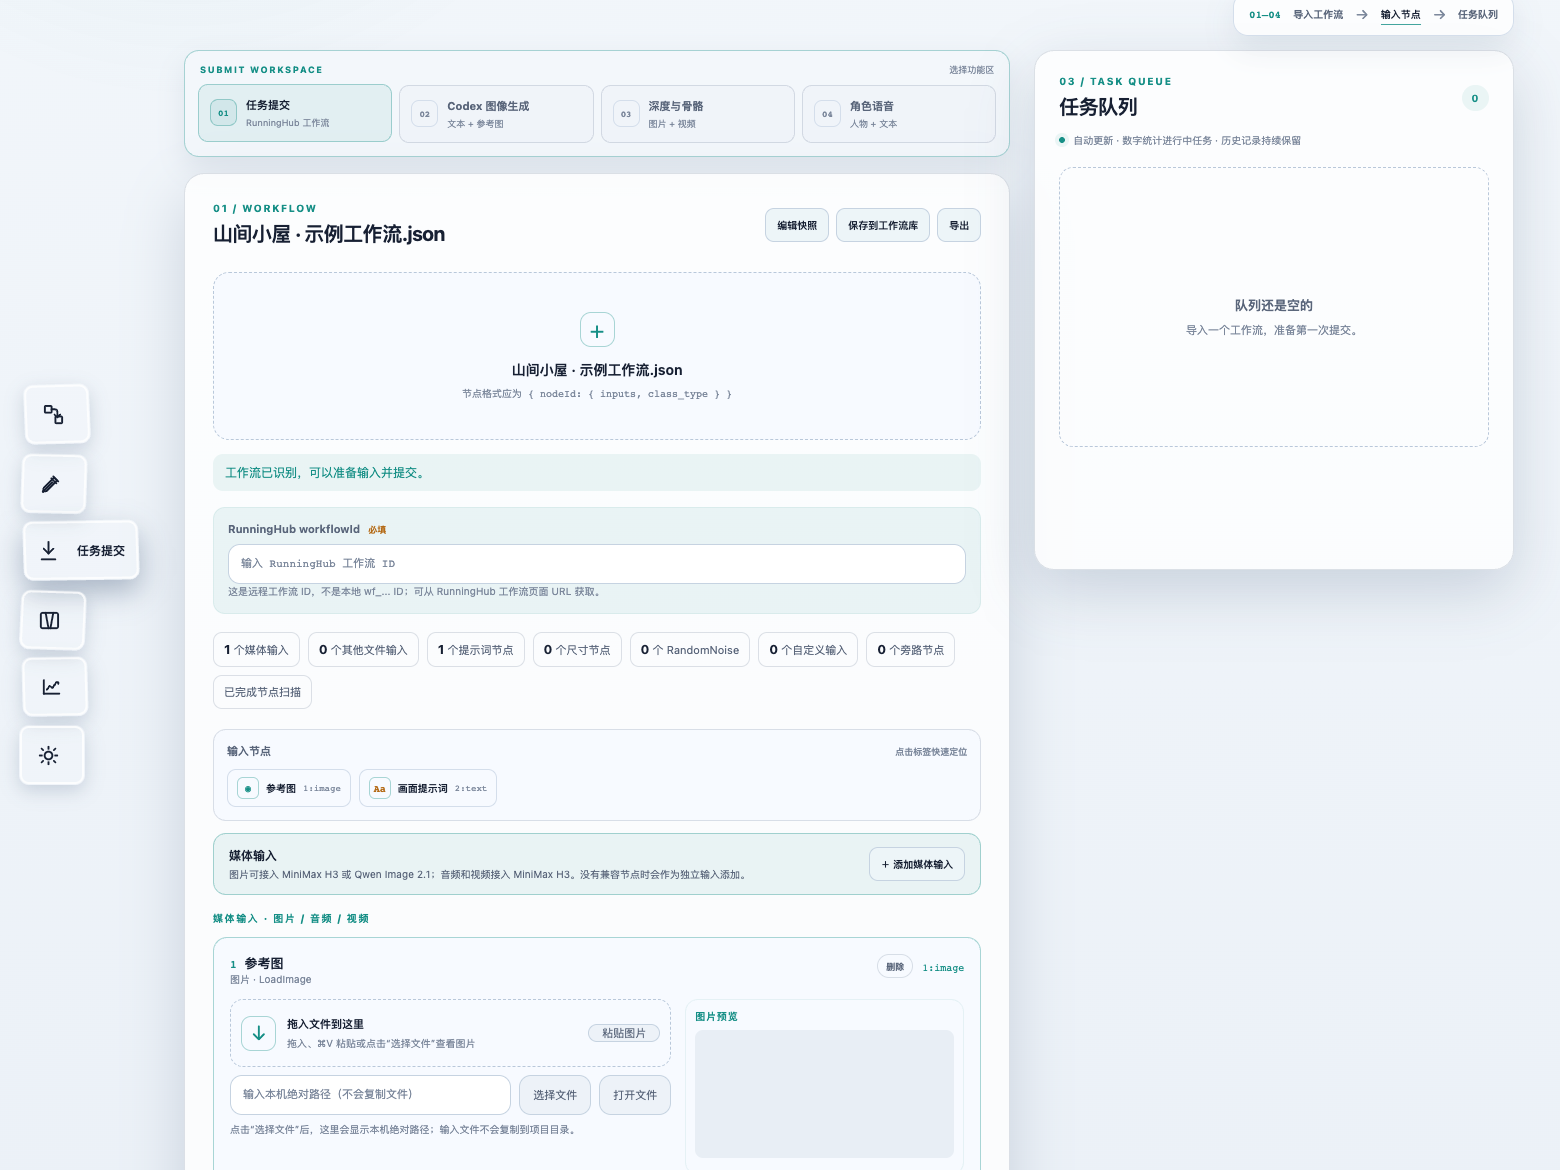 01—04 导入工作流 → 输入节点 → 任务队列
SUBMIT WORKSPACE
选择功能区
01 任务提交
RunningHub 工作流
02 Codex 图像生成
文本 + 参考图
03 深度与骨骼
图片 + 视频
04 角色语音
人物 + 文本
01 / WORKFLOW
山间小屋 · 示例工作流.json
编辑快照
保存到工作流库
导出
+
山间小屋 · 示例工作流.json
节点格式应为 { nodeId: { inputs, class_type } }
工作流已识别，可以准备输入并提交。
RunningHub workflowId 必填
输入 RunningHub 工作流 ID
这是远程工作流 ID，不是本地 wf_... ID；可从 RunningHub 工作流页面 URL 获取。
1 个媒体输入
0 个其他文件输入
1 个提示词节点
0 个尺寸节点
0 个 RandomNoise
0 个自定义输入
0 个旁路节点
已完成节点扫描
输入节点
点击标签快速定位
参考图 1:image
Aa 画面提示词 2:text
媒体输入
图片可接入 MiniMax H3 或 Qwen Image 2.1；音频和视频接入 MiniMax H3。没有兼容节点时会作为独立输入添加。
+ 添加媒体输入
媒体输入 · 图片 / 音频 / 视频
1 参考图
图片 · LoadImage
删除
1:image
拖入文件到这里
拖入、⌘V 粘贴或点击“选择文件”查看图片
粘贴图片
输入本机绝对路径（不会复制文件）
选择文件
打开文件
点击“选择文件”后，这里会显示本机绝对路径；输入文件不会复制到项目目录。
图片预览
03 / TASK QUEUE
任务队列
0
自动更新 · 数字统计进行中任务 · 历史记录持续保留
队列还是空的
导入一个工作流，准备第一次提交。
任务提交